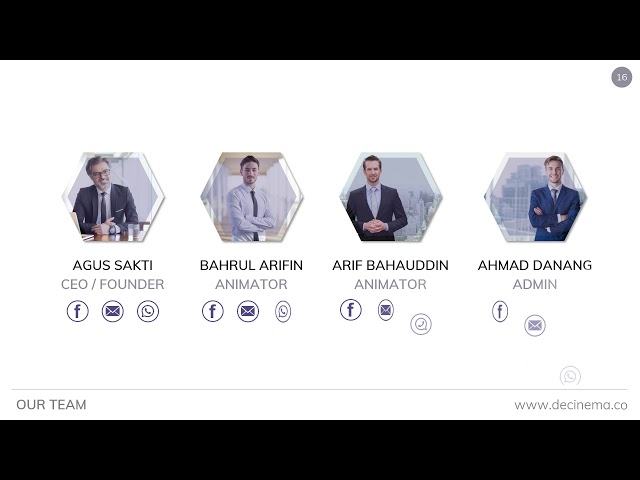 16
AGUS SAKTI
CEO / FOUNDER
BAHRUL ARIFIN
ANIMATOR
ARIF BAHAUDDIN
ANIMATOR
AHMAD DANANG
ADMIN
OUR TEAM
www.decinema.co